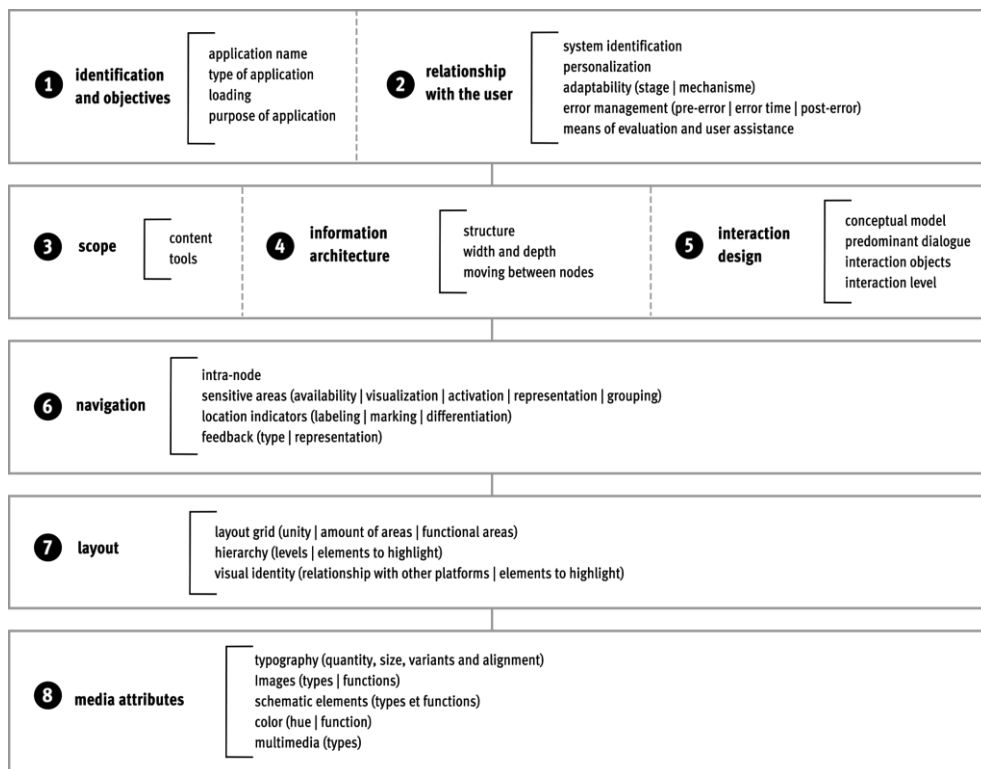 1 identification
and objectives
application name
type of application
loading
purpose of application
2 relationship
with the user
system identification
personalization
adaptability (stage | mechanisme)
error management (pre-error | error time | post-error)
means of evaluation and user assistance
3 scope
content
tools
4 information
architecture
structure
width and depth
moving between nodes
5 interaction
design
conceptual model
predominant dialogue
interaction objects
interaction level
6 navigation
intra-node
sensitive areas (availability | visualization | activation | representation | grouping)
location indicators (labeling | marking | differentiation)
feedback (type | representation)
7 layout
layout grid (unity | amount of areas | functional areas)
hierarchy (levels | elements to highlight)
visual identity (relationship with other platforms | elements to highlight)
8 media attributes
typography (quantity, size, variants and alignment)
Images (types | functions)
schematic elements (types et functions)
color (hue | function)
multimedia (types)